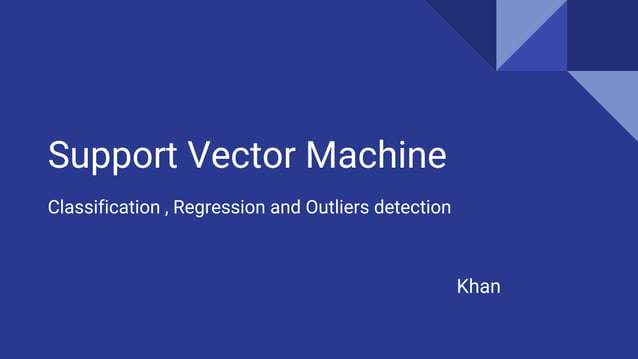 Support Vector Machine
Classification , Regression and Outliers detection
Khan